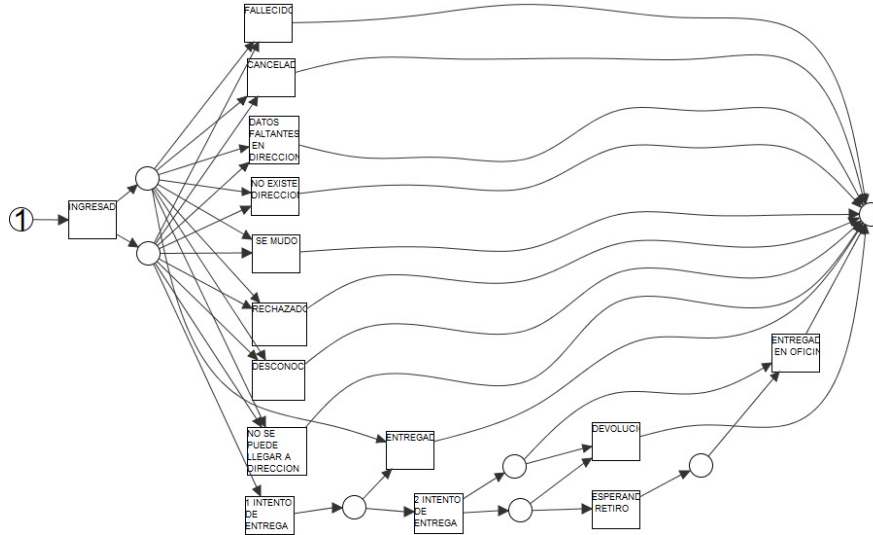 FALLECIDO
CANCELAD
DATOS
FALTANTES
EN
DIRECCION
NO EXISTE
DIRECCION
1
INGRESAD
SE MUDO
RECHAZADO
DESCONOC
ENTREGAD
EN OFICIN
NO SE
PUEDE
LLEGAR A
DIRECCION
ENTREGAD
DEVOLUCI
1 INTENTO
DE
ENTREGA
2 INTENTO
DE
ENTREGA
ESPERAND
RETIRO